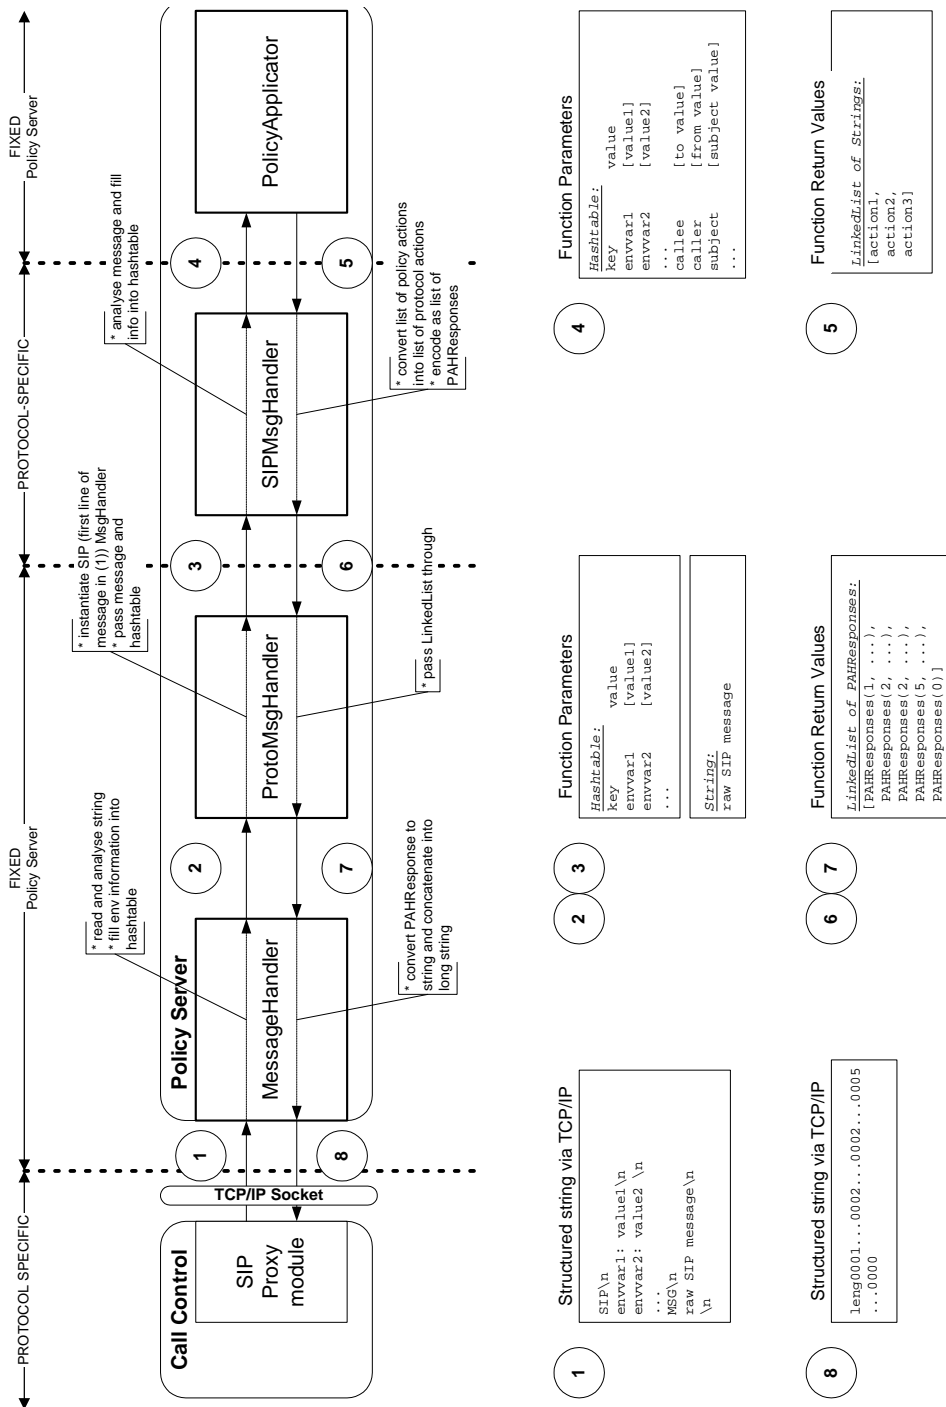 PROTOCOL SPECIFIC
FIXED
Policy Server
PROTOCOL-SPECIFIC
FIXED
Policy Server
* read and analyse string
* fill env information into
hashtable
* instantiate SIP (first line of
message in (1)) MsgHandler
* pass message and
hashtable
* analyse message and fill
info into hashtable
Call Control
SIP
Proxy
module
TCP/IP Socket
1
8
Policy Server
MessageHandler
2
7
ProtoMsgHandler
3
6
SIPMsgHandler
4
5
PolicyApplicator
* convert PAHResponse to
string and concatenate into
long string
* pass LinkedList through
* convert list of policy actions
into list of protocol actions
* encode as list of
PAHResponses
1
Structured string via TCP/IP
SIP\n
envvar1: value1\n
envvar2: value2 \n
...
MSG\n
raw SIP message\n
\n
2
3
Function Parameters
Hashtable:
key value
envvar1 [value1]
envvar2 [value2]
...
String:
raw SIP message
4
Function Parameters
Hashtable:
key value
envvar1 [value1]
envvar2 [value2]
...
callee [to value]
caller [from value]
subject [subject value]
...
8
Structured string via TCP/IP
leng0001...0002...0002...0005
...0000
6
7
Function Return Values
LinkedList of PAHResponses:
[PAHResponses(1, ...),
PAHResponses(2, ...),
PAHResponses(2, ...),
PAHResponses(5, ...),
PAHResponses(0)]
5
Function Return Values
LinkedList of Strings:
[action1,
action2,
action3]